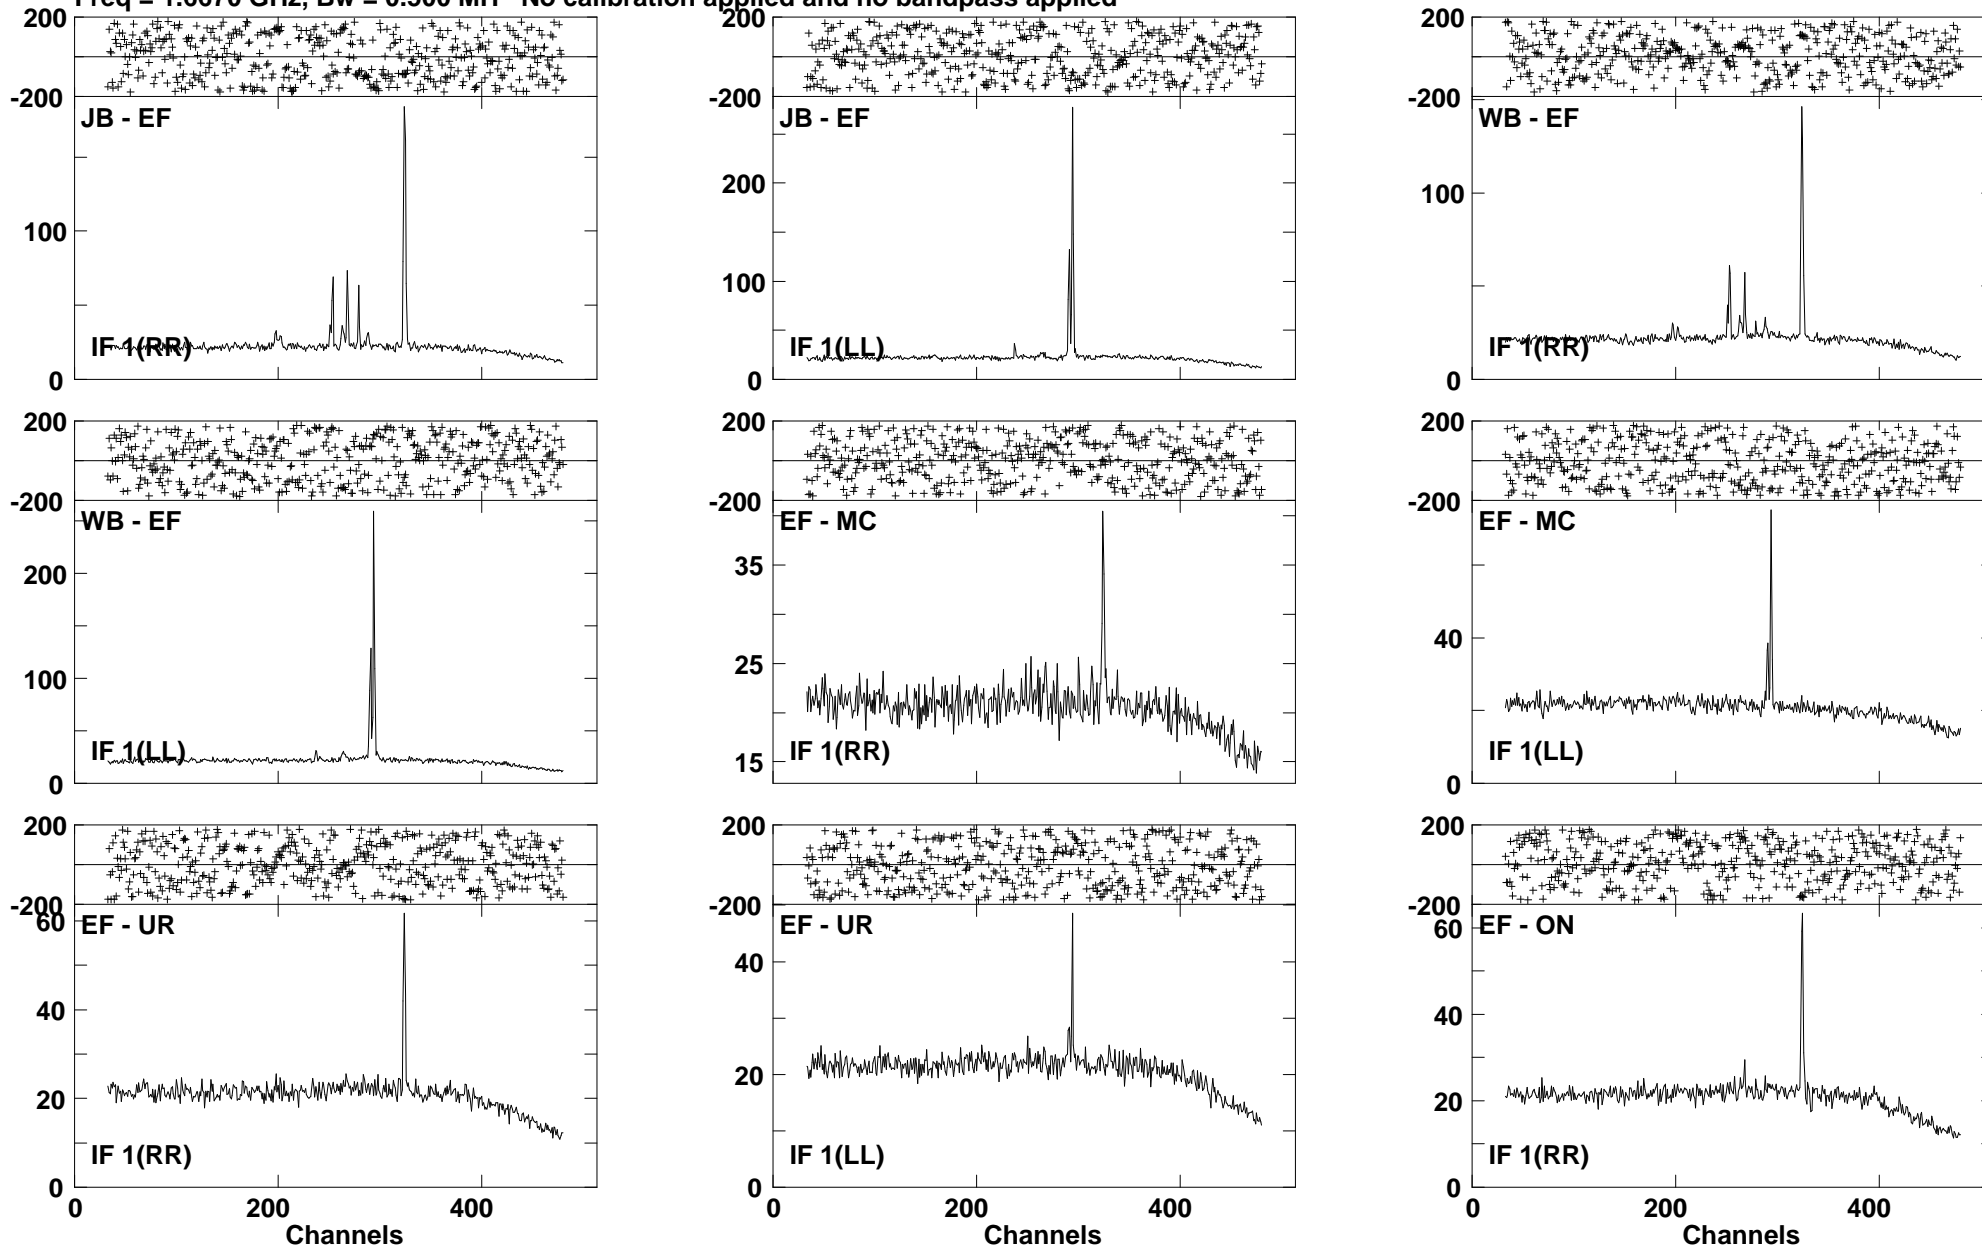 Freq = 1.6670 GHz, Bw = 0.500 MH No calibration applied and no bandpass applied
200
-200
JB - EF
100
IF 1(RR)
0
200
-200
JB - EF
200
100
IF 1(LL)
0
200
-200
WB - EF
100
IF 1(RR)
0
200
-200
WB - EF
200
100
IF 1(LL)
0
200
-200
EF - MC
35
25
IF 1(RR)
15
200
-200
EF - MC
40
IF 1(LL)
0
200
-200
60
EF - UR
40
20
IF 1(RR)
0
0 200 400
Channels
200
-200
EF - UR
40
20
IF 1(LL)
0
0 200 400
Channels
200
-200
60
EF - ON
40
20
IF 1(RR)
0
0 200 400
Channels